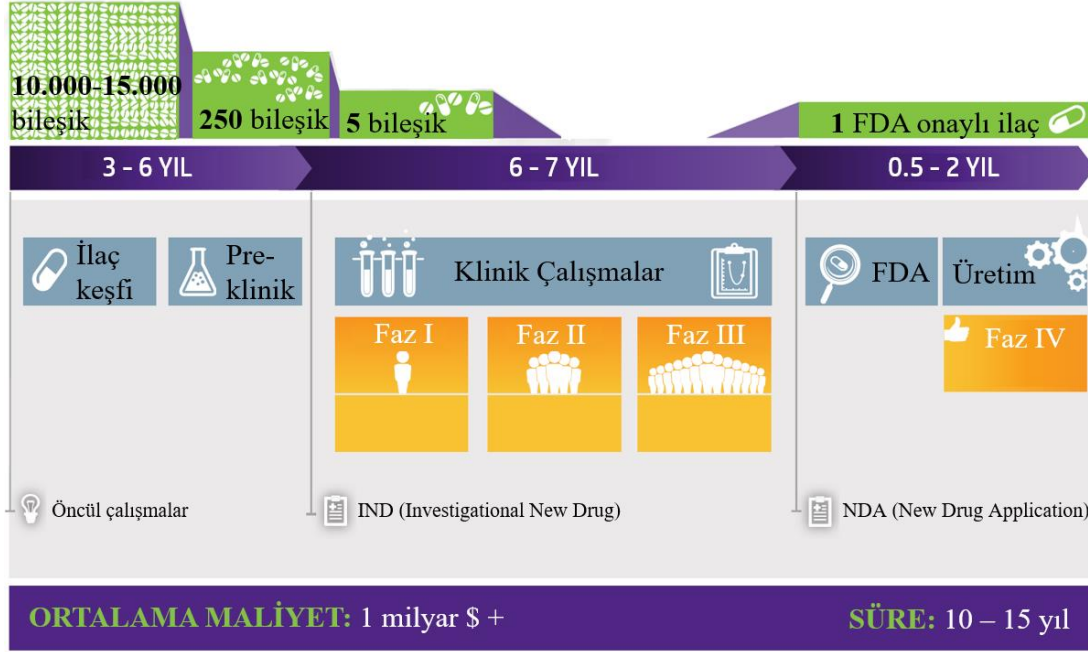 10.000-15.000
bileşik
250 bileşik
5 bileşik
1 FDA onaylı ilaç
3 - 6 YIL
6 - 7 YIL
0.5 - 2 YIL
İlaç
keşfi
Pre-
klinik
Klinik Çalışmalar
FDA
Üretim
Faz I
Faz II
Faz III
Faz IV
Öncül çalışmalar
IND (Investigational New Drug)
NDA (New Drug Application)
ORTALAMA MALİYET: 1 milyar $ +
SÜRE: 10 – 15 yıl